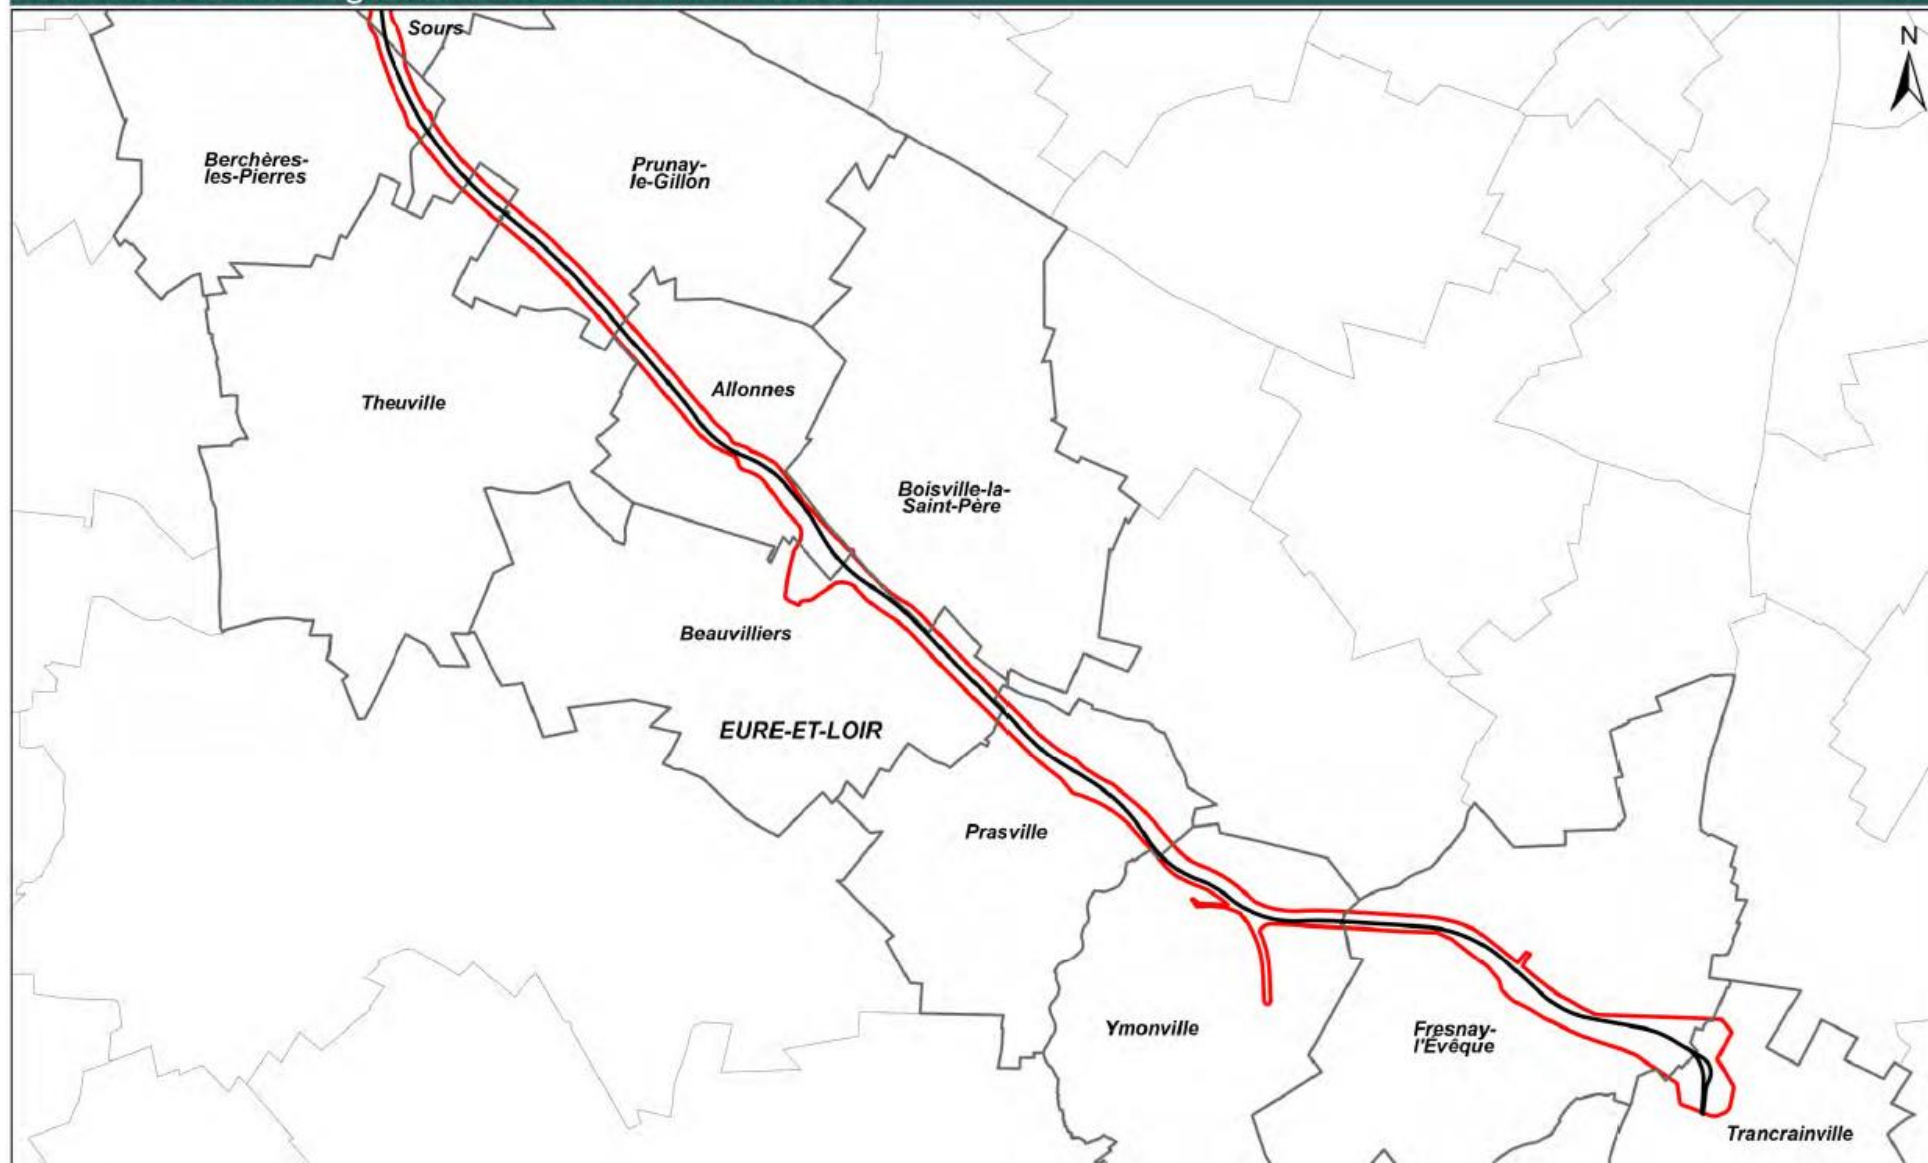 Sours
N
Berchères-
les-Pierres
Prunay-
le-Gillon
Theuville
Allonnes
Boisville-la-
Saint-Père
Beauvilliers
EURE-ET-LOIR
Prasville
Ymonville
Fresnay-
l'Évêque
Trancrainville